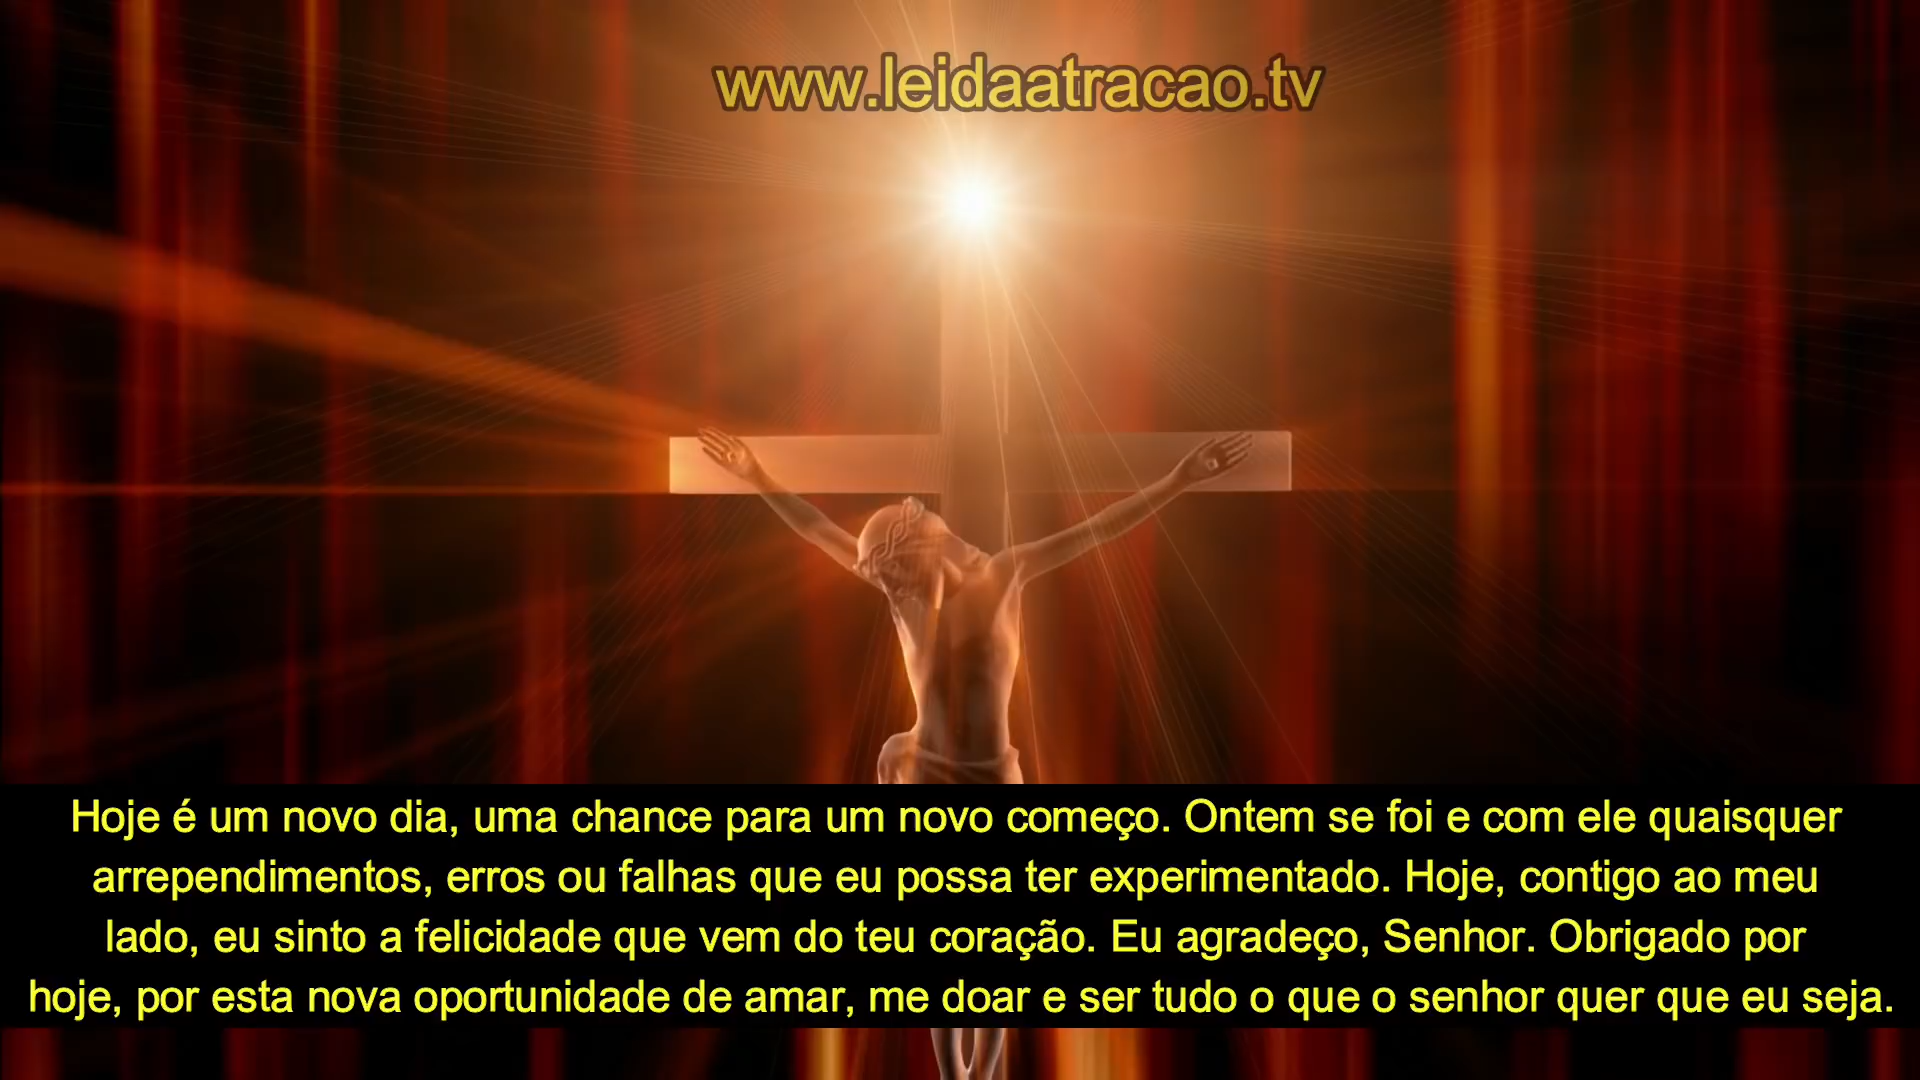 www.leidaatracao.tv
Hoje é um novo dia, uma chance para um novo começo. Ontem se foi e com ele quaisquer
arrependimentos, erros ou falhas que eu possa ter experimentado. Hoje, contigo ao meu
lado, eu sinto a felicidade que vem do teu coração. Eu agradeço, Senhor. Obrigado por
hoje, por esta nova oportunidade de amar, me doar e ser tudo o que o senhor quer que eu seja.